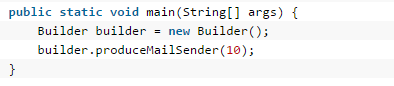 public static void main(String[] args) {
    Builder builder = new Builder();
    builder.produceMailSender(10);
}